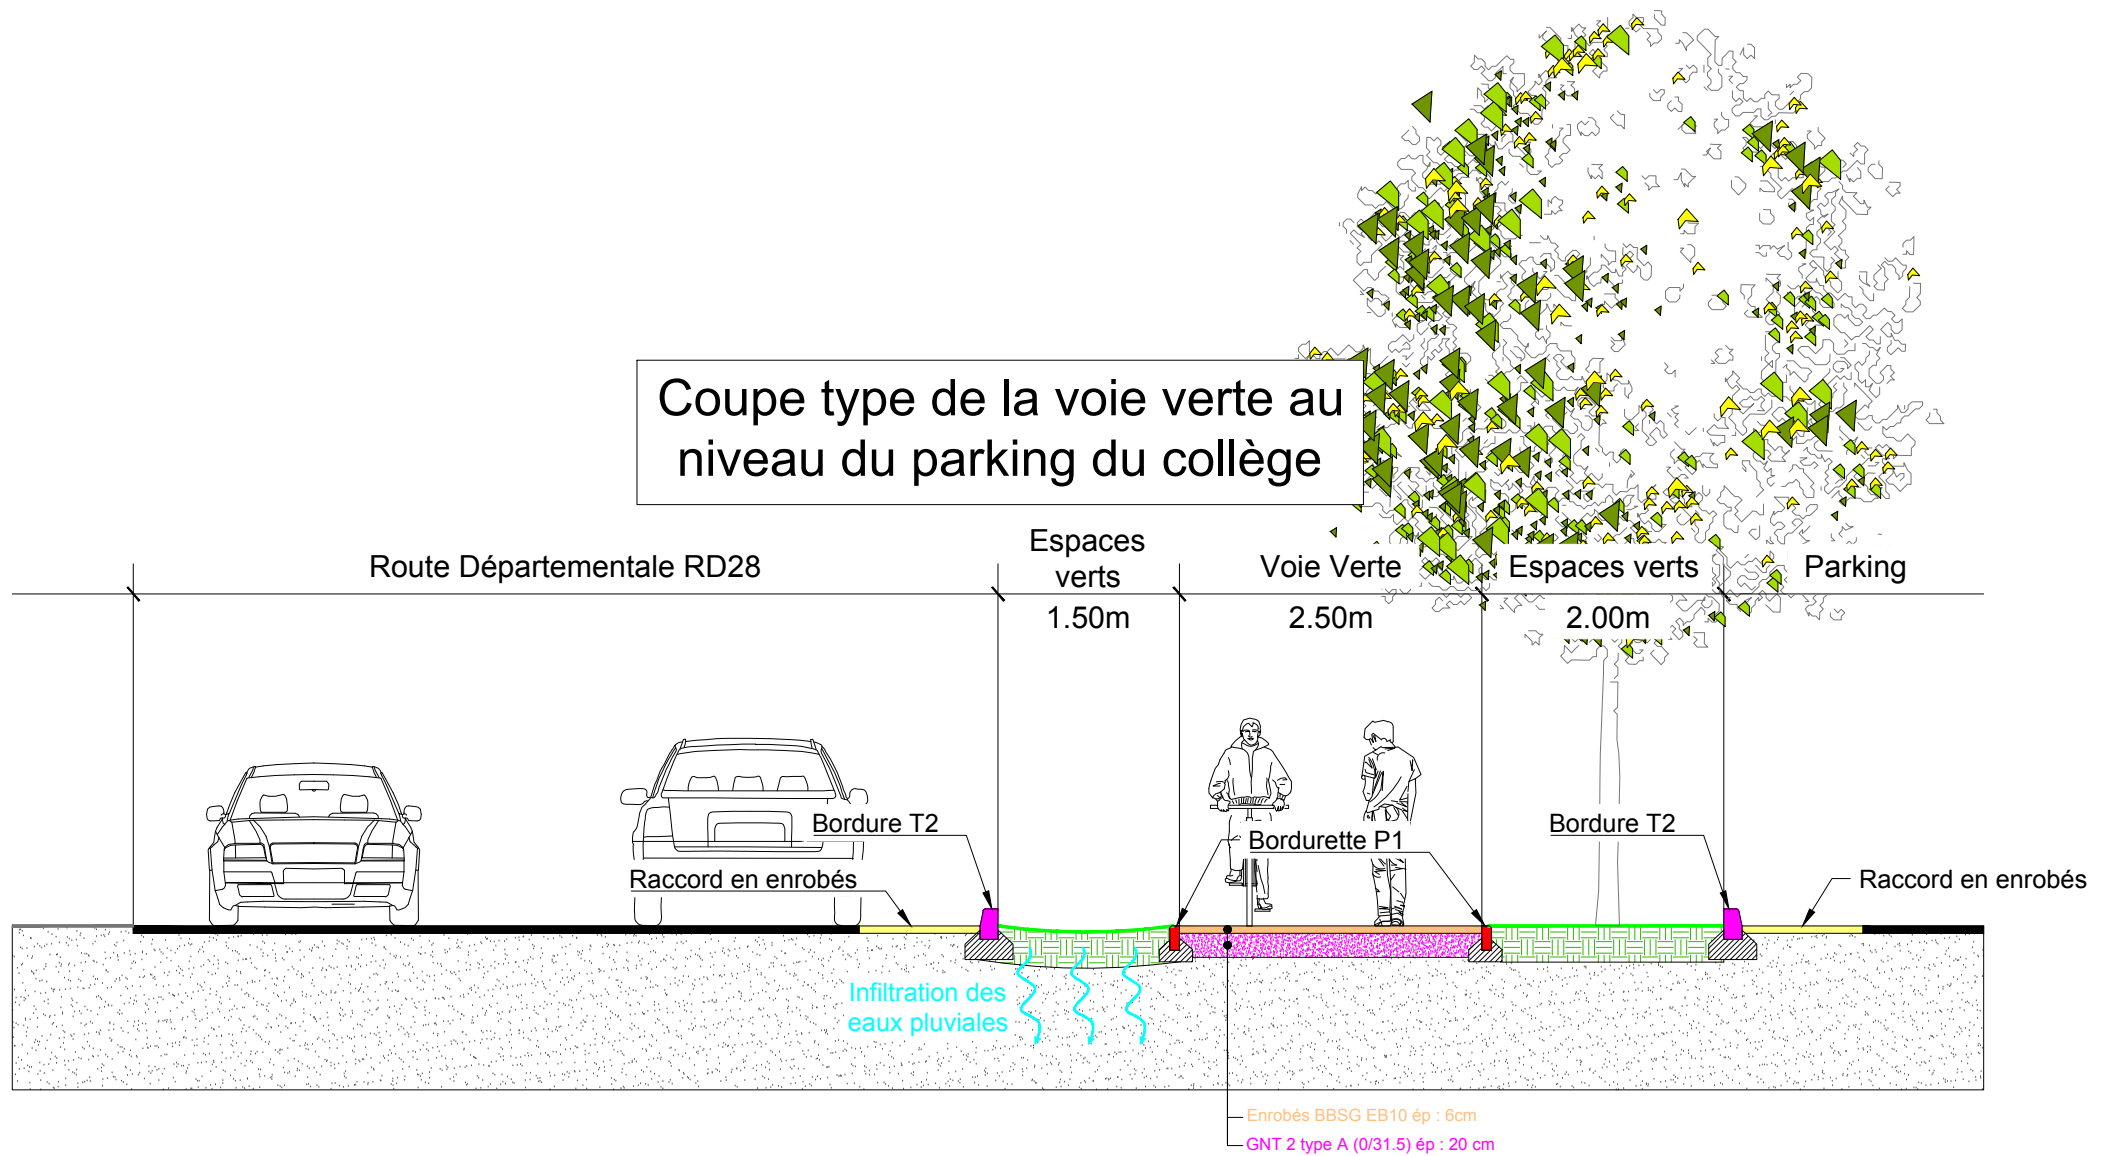 Coupe type de la voie verte au
niveau du parking du collège
Route Départementale RD28
Espaces
verts
1.50m
Voie Verte
2.50m
Espaces verts
2.00m
Parking
Bordure T2
Raccord en enrobés
Bordurette P1
Bordure T2
Raccord en enrobés
Infiltration des
eaux pluviales
Enrobés BBSG EB10 ép : 6cm
GNT 2 type A (0/31.5) ép : 20 cm